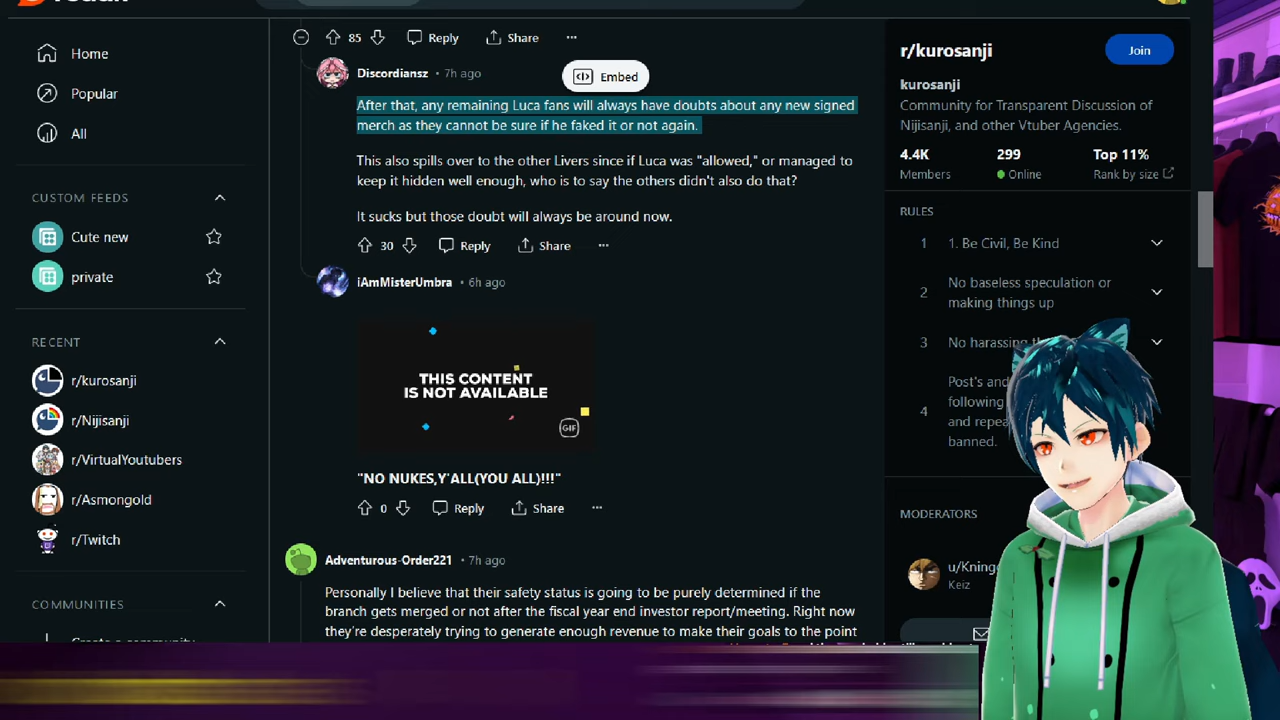 Home
Popular
All
CUSTOM FEEDS
Cute new
private
RECENT
r/kurosanji
r/Nijisanji
r/VirtualYoutubers
r/Asmongold
r/Twitch
COMMUNITIES
85 Reply Share ...
Discordiansz • 7h ago
Embed
After that, any remaining Luca fans will always have doubts about any new signed
merch as they cannot be sure if he faked it or not again.
This also spills over to the other Livers since if Luca was "allowed," or managed to
keep it hidden well enough, who is to say the others didn't also do that?
It sucks but those doubt will always be around now.
30 Reply Share ...
iAmMisterUmbra • 6h ago
THIS CONTENT
IS NOT AVAILABLE
GIF
"NO NUKES,Y'ALL(YOU ALL)!!!"
0 Reply Share ...
Adventurous-Order221 • 7h ago
Personally I believe that their safety status is going to be purely determined if the
branch gets merged or not after the fiscal year end investor report/meeting. Right now
they're desperately trying to generate enough revenue to make their goals to the point
r/kurosanji
Join
kurosanji
Community for Transparent Discussion of
Nijisanji, and other Vtuber Agencies.
4.4K 299 Top 11%
Members Online Rank by size
RULES
1 1. Be Civil, Be Kind
2 No baseless speculation or
making things up
3 No harassing
4 Post's and
following
and repea
banned.
MODERATORS
u/Kninge
Keiz